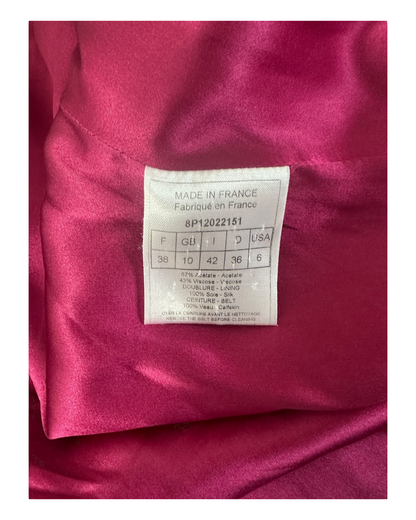 MADE IN FRANCE
Fabriqué en France
8P12022151
F GB I D USA
38 10 42 36 6
57% Acetate - Acetate
43% Viscose - Viscose
DOUBLURE - LINING
100% Soie - Silk
CEINTURE - BELT
100% Veau - Calfskin
OTER LA CEINTURE AVANT LE NETTOYAGE
REMOVE THE BELT BEFORE CLEANING